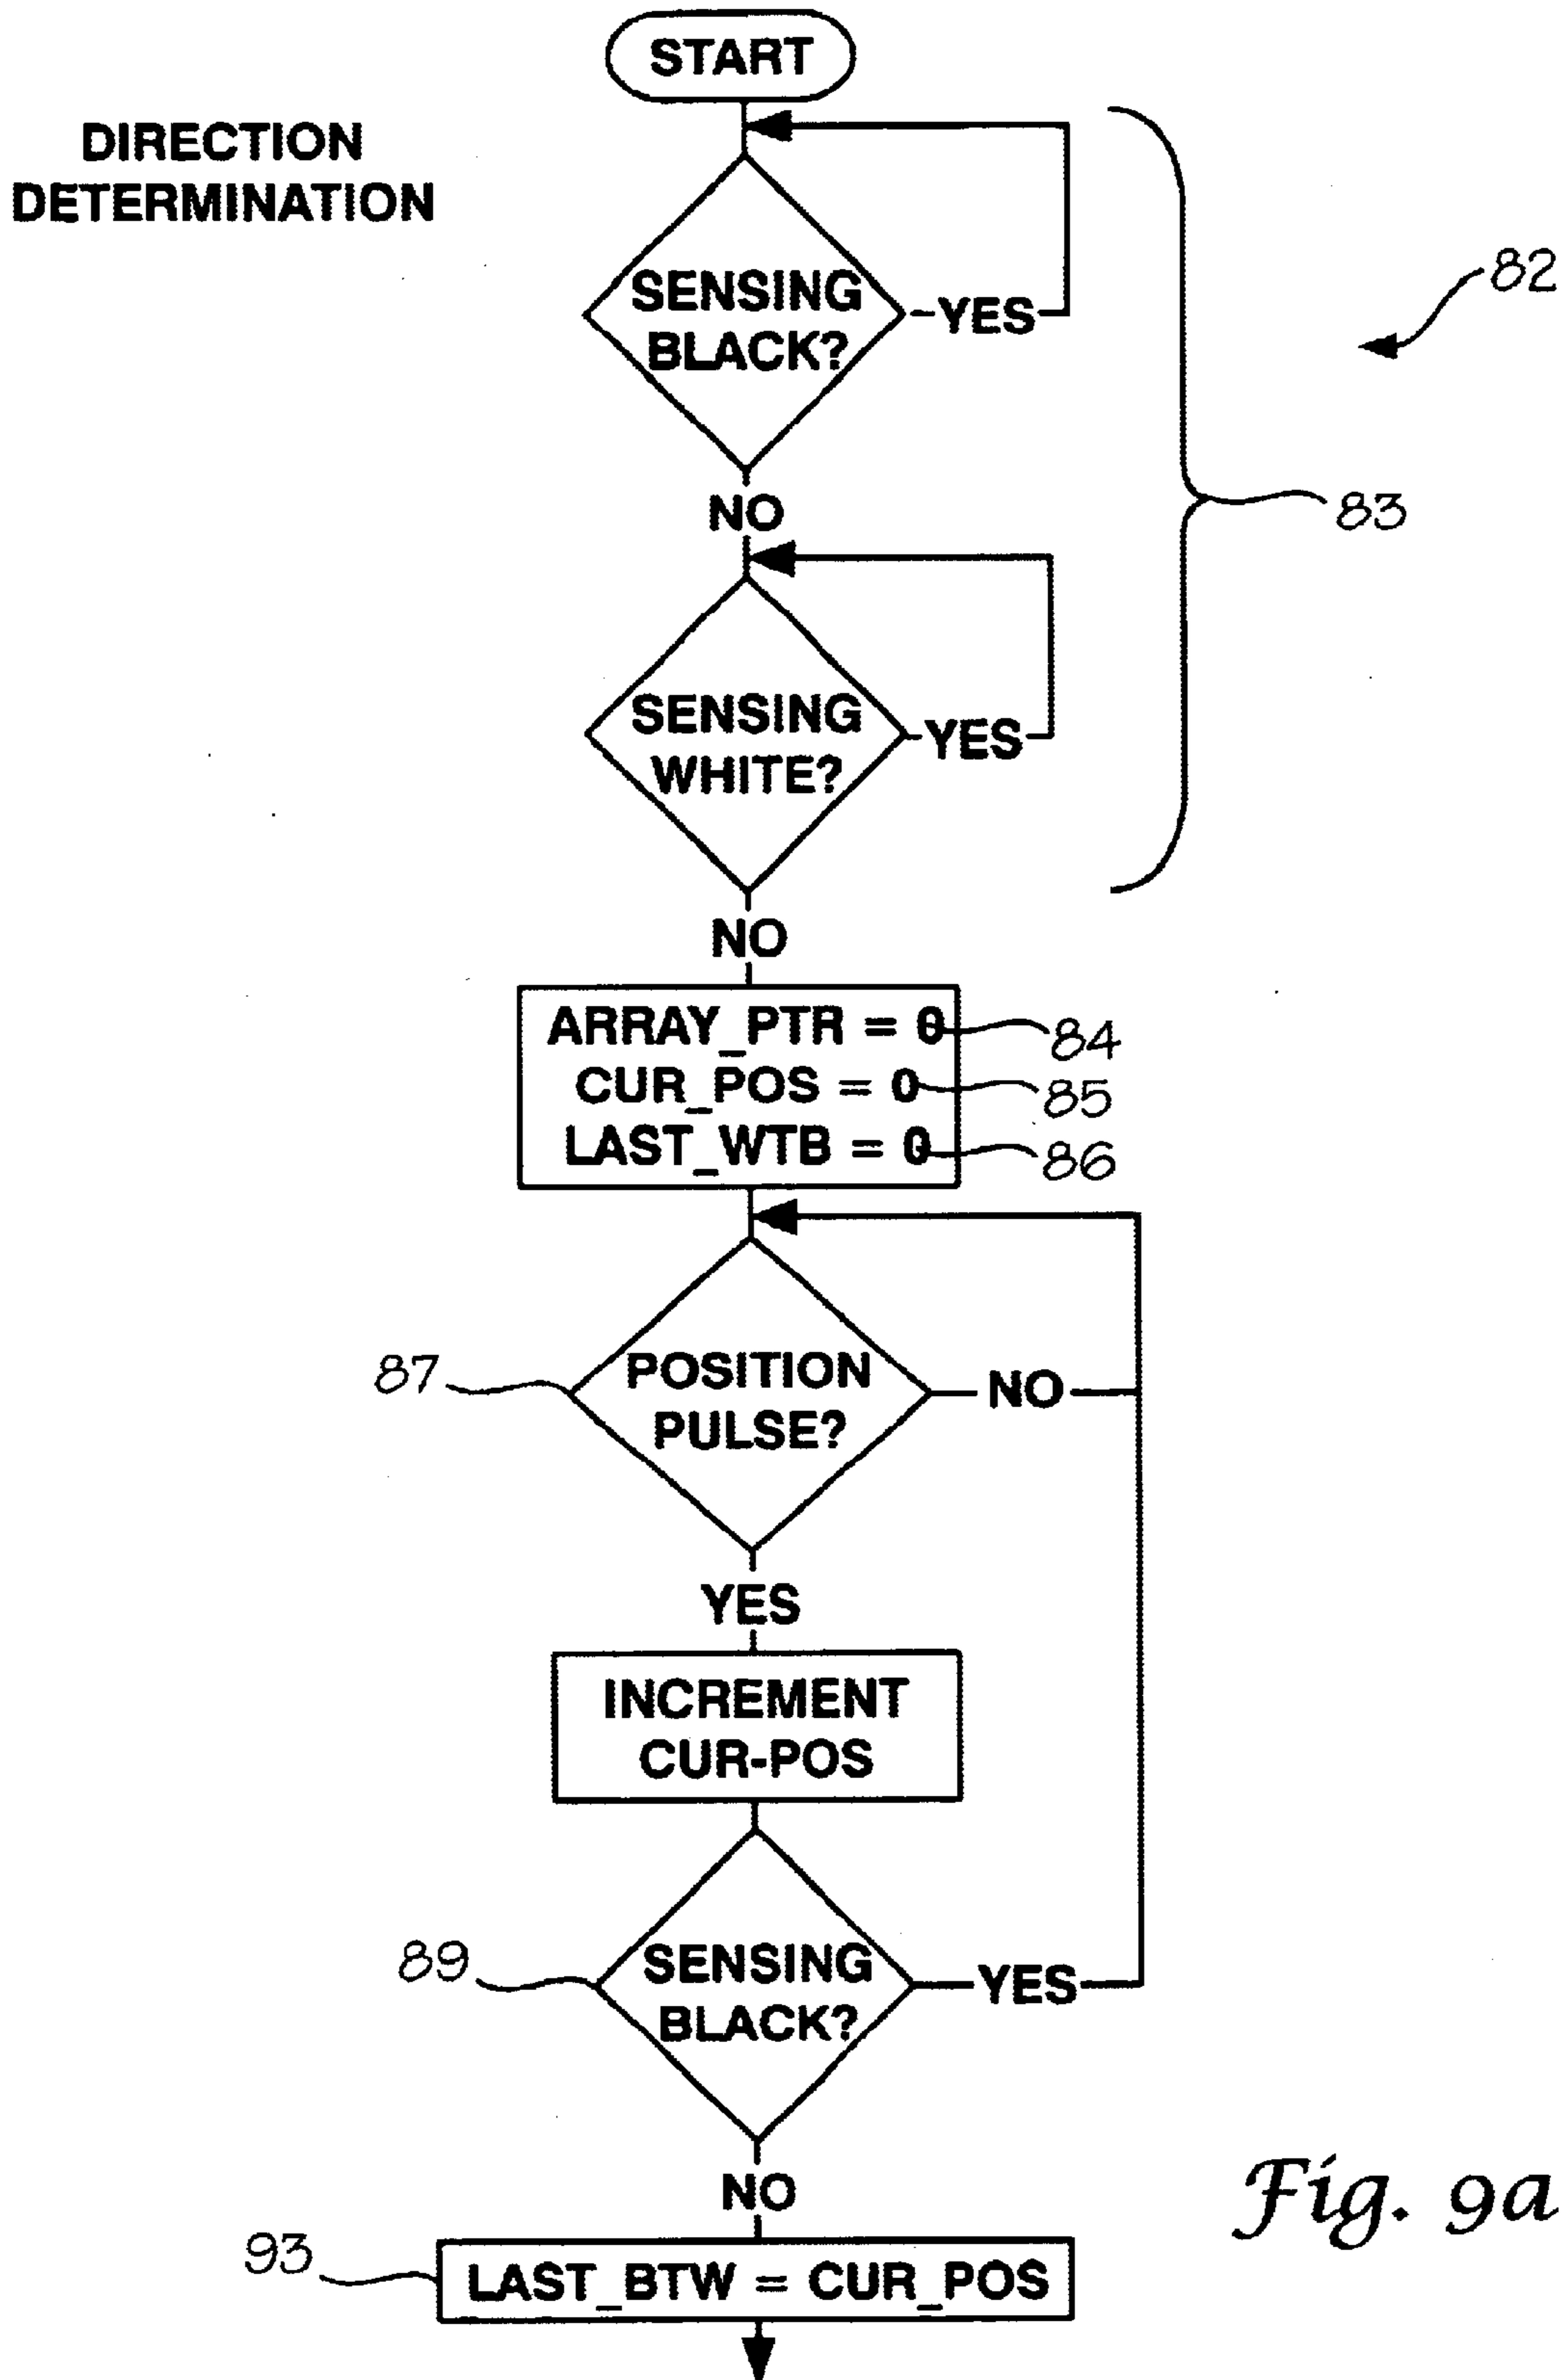 START
DIRECTION
DETERMINATION
SENSING
BLACK?
YES
82
83
NO
SENSING
WHITE?
YES
NO
ARRAY_PTR = 0
84
CUR_POS = 0
85
LAST_WTB = 0
86
87
POSITION
PULSE?
NO
YES
INCREMENT
CUR-POS
89
SENSING
BLACK?
YES
NO
93
LAST_BTW = CUR_POS
Fig. 9a